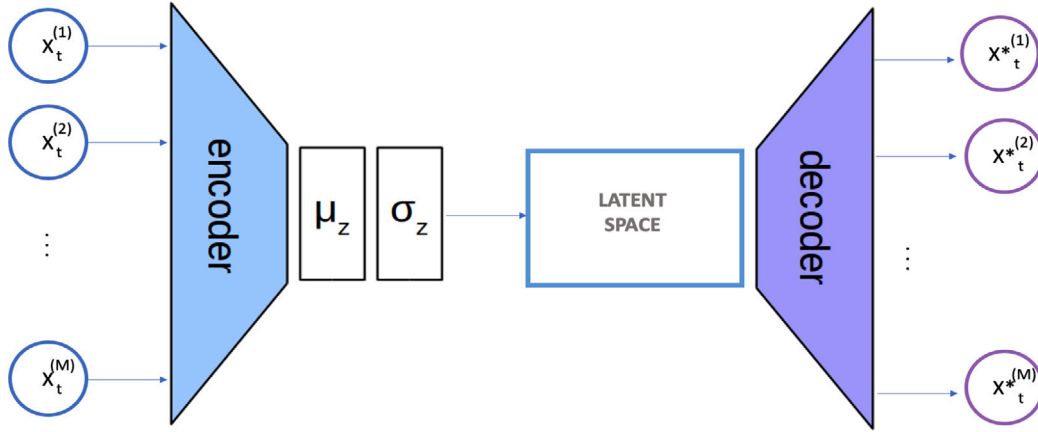 x_t^(1)
x_t^(2)
...
x_t^(M)
encoder
μ_z
σ_z
LATENT
SPACE
decoder
x*_t^(1)
x*_t^(2)
...
x*_t^(M)